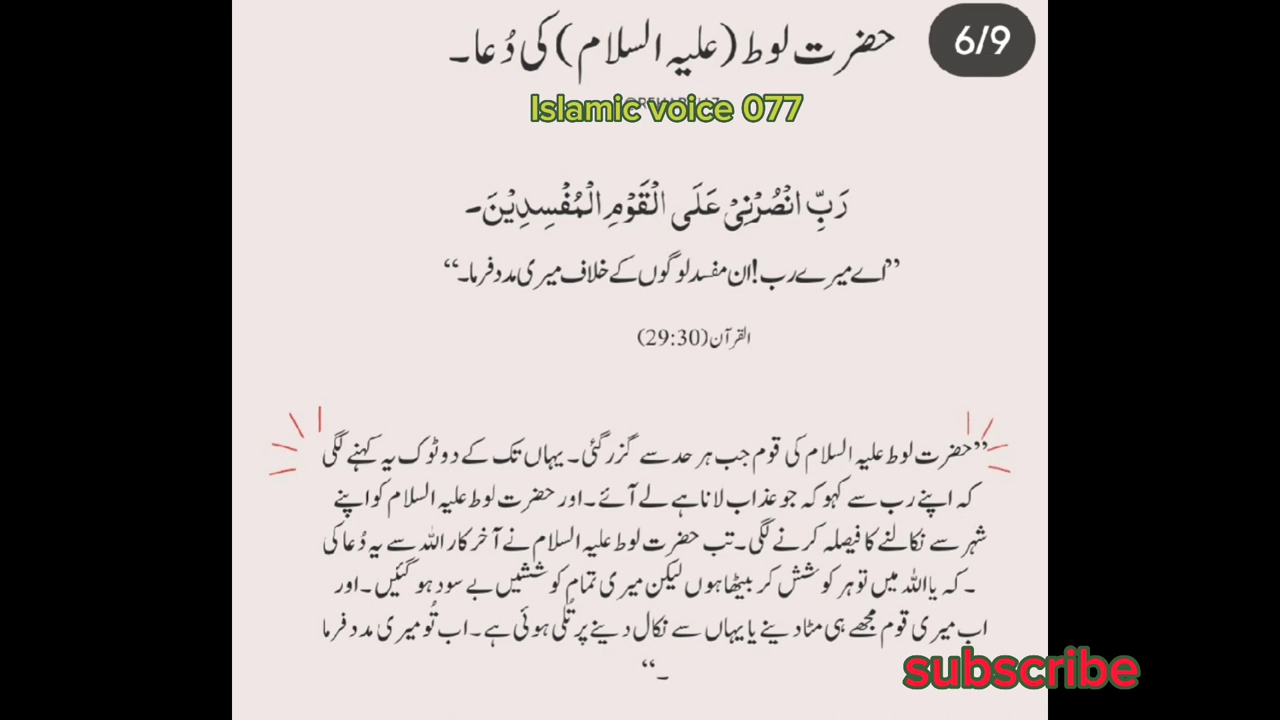 6/9
حضرت لوط (علیہ السلام) کی دُعا۔
Islamic voice 077
رَبِّ انْصُرْنِیْ عَلَی الْقَوْمِ الْمُفْسِدِیْنَ۔
”اے میرے رب! ان مفسد لوگوں کے خلاف میری مدد فرما۔“
القرآن (29:30)
”حضرت لوط علیہ السلام کی قوم جب ہر حد سے گزر گئی۔ یہاں تک کے دو ٹوک یہ کہنے لگی
کہ اپنے رب سے کہو کہ جو عذاب لانا ہے لے آئے۔ اور حضرت لوط علیہ السلام کو اپنے
شہر سے نکالنے کا فیصلہ کرنے لگی۔ تب حضرت لوط علیہ السلام نے آخر کار اللہ سے یہ دُعا کی
۔ کہ یا اللہ میں تو ہر کوشش کر بیٹھا ہوں لیکن میری تمام کوششیں بے سود ہو گئیں۔ اور
اب میری قوم مجھے ہی مٹا دینے یا یہاں سے نکال دینے پر تُلی ہوئی ہے۔ اب تُو میری مدد فرما
۔“
subscribe